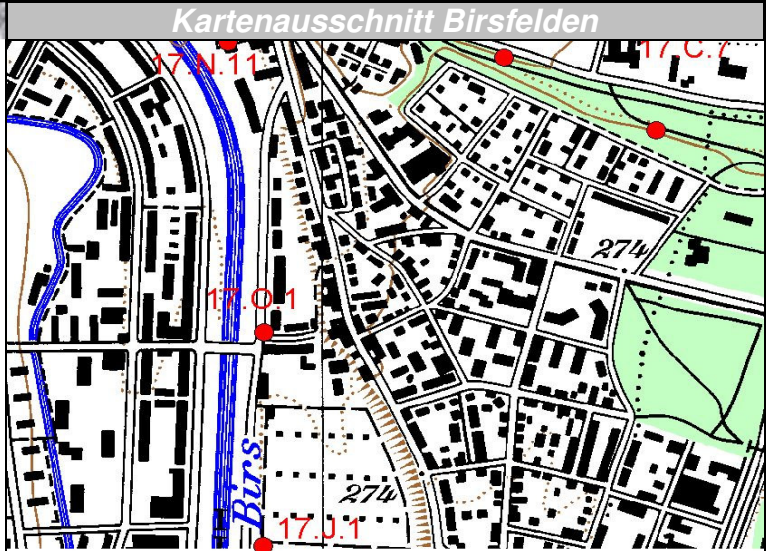 Kartenausschnitt Birsfelden
17.N.11
17.C.7
274
17.O.1
Birs
274
17.J.1